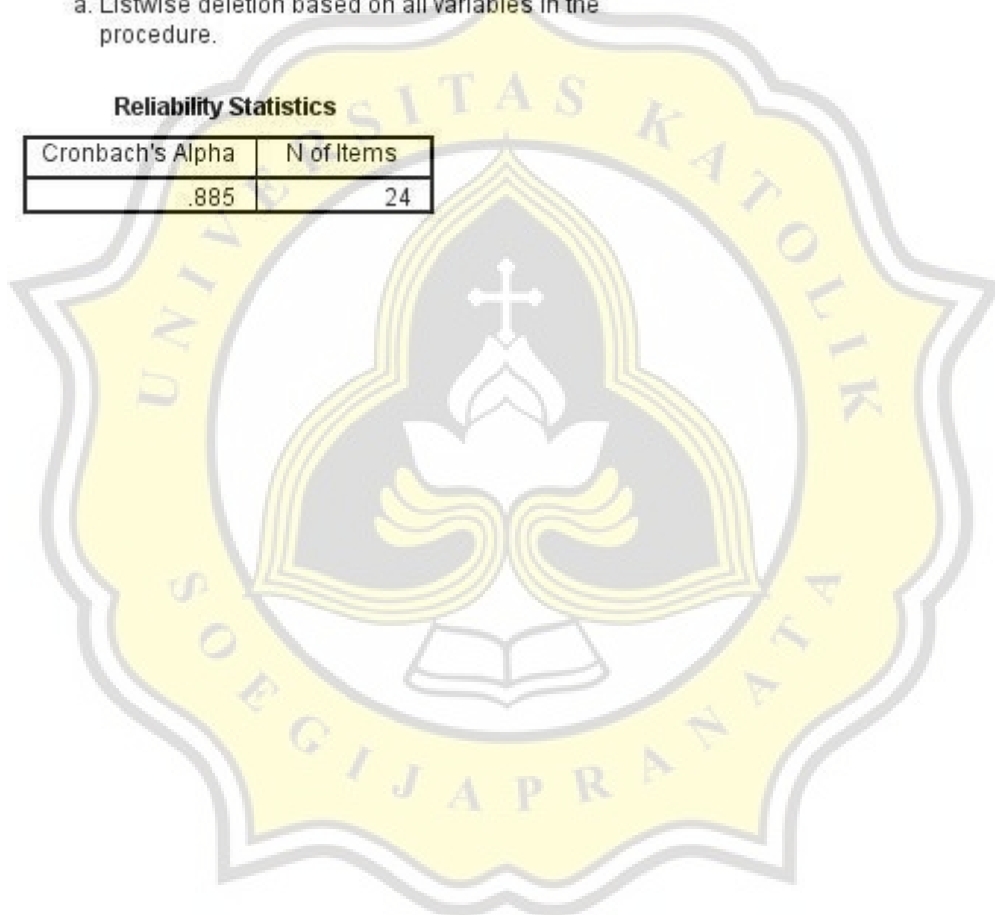 a. Listwise deletion based on all variables in the
procedure.
Reliability Statistics
Cronbach's Alpha N of Items
.885 24
UNIVERSITAS KATOLIK
SOEGIJAPRANATA